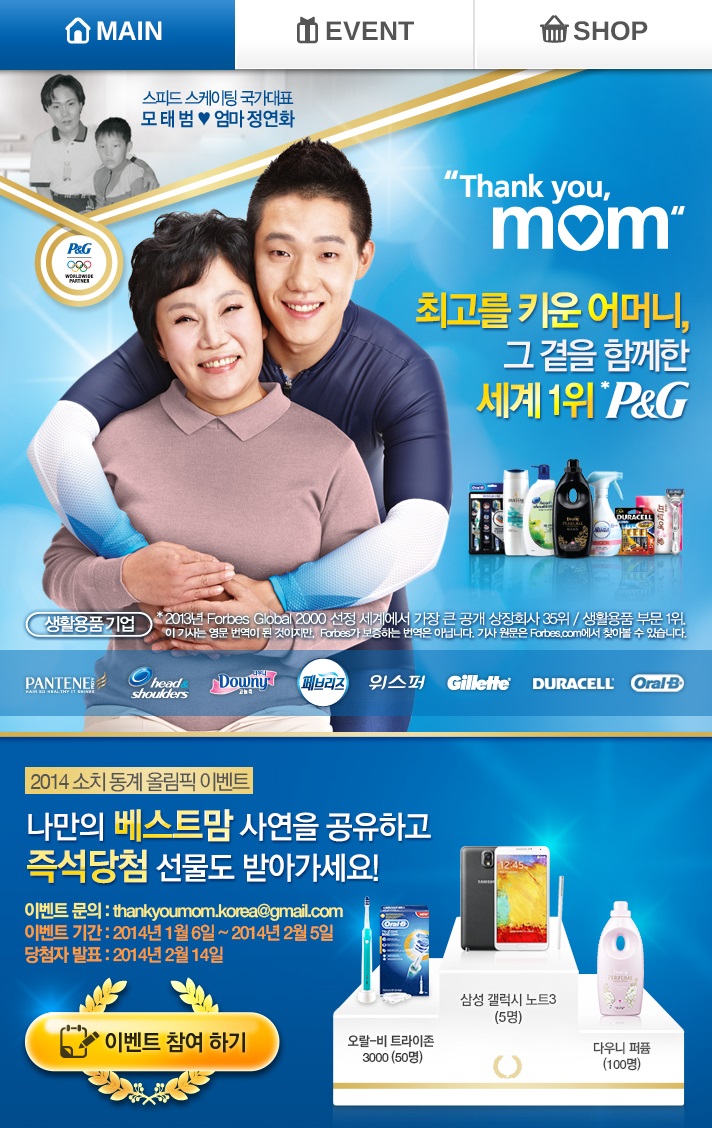 MAIN
EVENT
SHOP
스피드 스케이팅 국가대표
모태범 ♥ 엄마 정연화
"Thank you,
mom"
P&G
WORLDWIDE
PARTNER
최고를 키운 어머니,
그 곁을 함께한
세계 1위 *P&G
생활용품 기업
*2013년 Forbes Global 2000 선정 세계에서 가장 큰 공개 상장회사 35위 / 생활용품 부문 1위.
이 기사는 영문 번역이 된 것이지만, Forbes가 보증하는 번역은 아닙니다. 기사 원문은 Forbes.com에서 찾아볼 수 있습니다.
DURACELL
PANTENE
HAIR SO HEALTHY IT SHINES
head & shoulders
Downy
페브리즈
위스퍼
Gillette
DURACELL
Oral-B
2014 소치 동계 올림픽 이벤트
나만의 베스트맘 사연을 공유하고
즉석당첨 선물도 받아가세요!
이벤트 문의 : thankyoumom.korea@gmail.com
이벤트 기간 : 2014년 1월 6일 ~ 2014년 2월 5일
당첨자 발표 : 2014년 2월 14일
이벤트 참여 하기
Oral-B
SAMSUNG
12:45
삼성 갤럭시 노트3
(5명)
오랄-비 트라이존
3000 (50명)
다우니 퍼퓸
(100명)